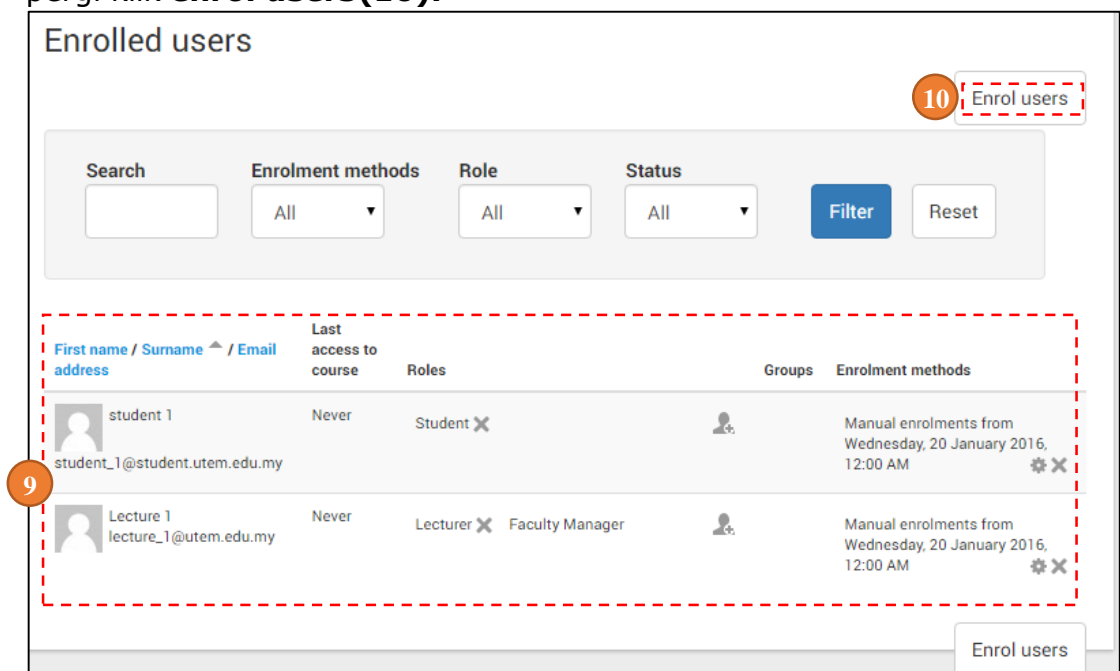 enrol users(10).
Enrolled users
10 Enrol users
Search Enrolment methods Role Status
All All All Filter Reset
Last
First name / Surname / Email access to
address course Roles Groups Enrolment methods
student 1 Never Student Manual enrolments from
student_1@student.utem.edu.my Wednesday, 20 January 2016,
12:00 AM
9
Lecture 1 Never Lecturer Faculty Manager Manual enrolments from
lecture_1@utem.edu.my Wednesday, 20 January 2016,
12:00 AM
Enrol users